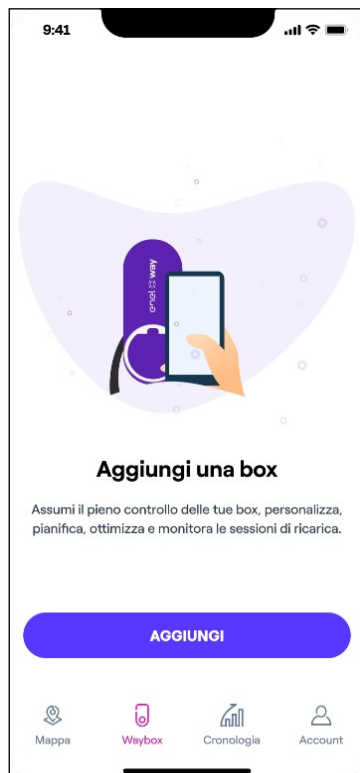 9:41
enel x way
Aggiungi una box
Assumi il pieno controllo delle tue box, personalizza,
pianifica, ottimizza e monitora le sessioni di ricarica.
AGGIUNGI
Mappa Waybox Cronologia Account